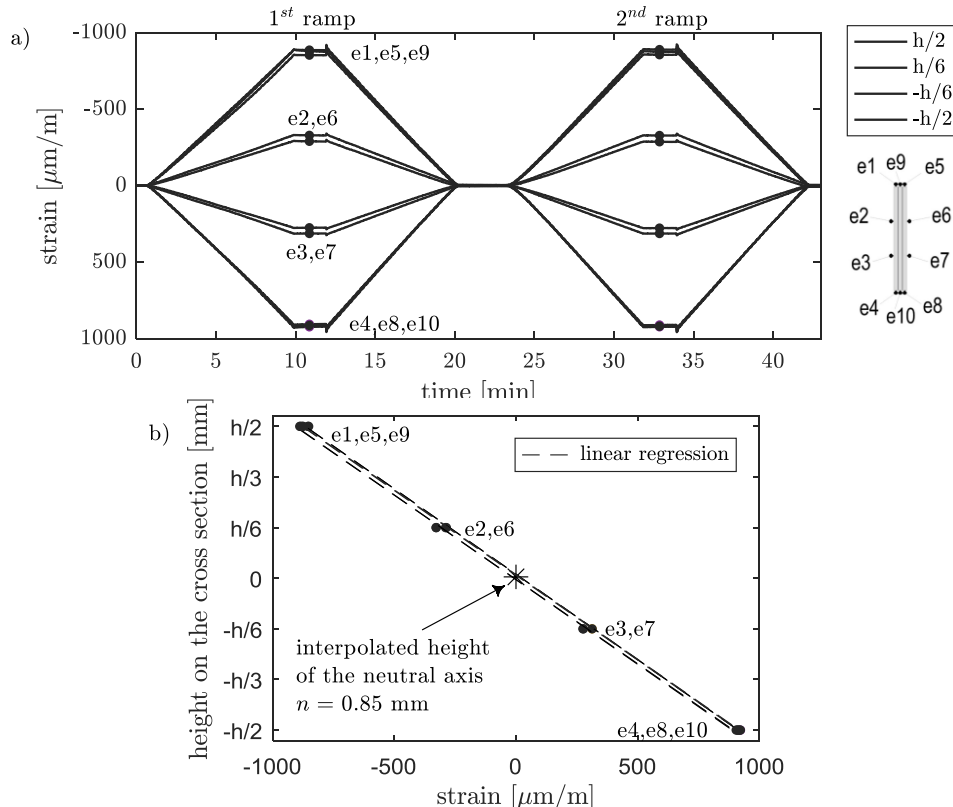 a)
1st ramp
2nd ramp
-1000
-500
0
500
1000
strain [μm/m]
e1,e5,e9
e2,e6
e3,e7
e4,e8,e10
0 5 10 15 20 25 30 35 40
time [min]
h/2
h/6
-h/6
-h/2
e9
e1 e5
e2 e6
e3 e7
e4 e8
e10
b)
height on the cross section [mm]
h/2
h/3
h/6
0
-h/6
-h/3
-h/2
e1,e5,e9
linear regression
e2,e6
e3,e7
interpolated height
of the neutral axis
n = 0.85 mm
e4,e8,e10
-1000 -500 0 500 1000
strain [μm/m]